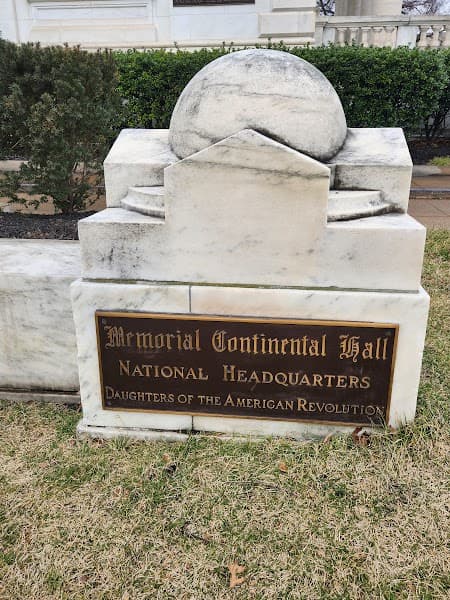 Memorial Continental Hall
National Headquarters
Daughters of the American Revolution